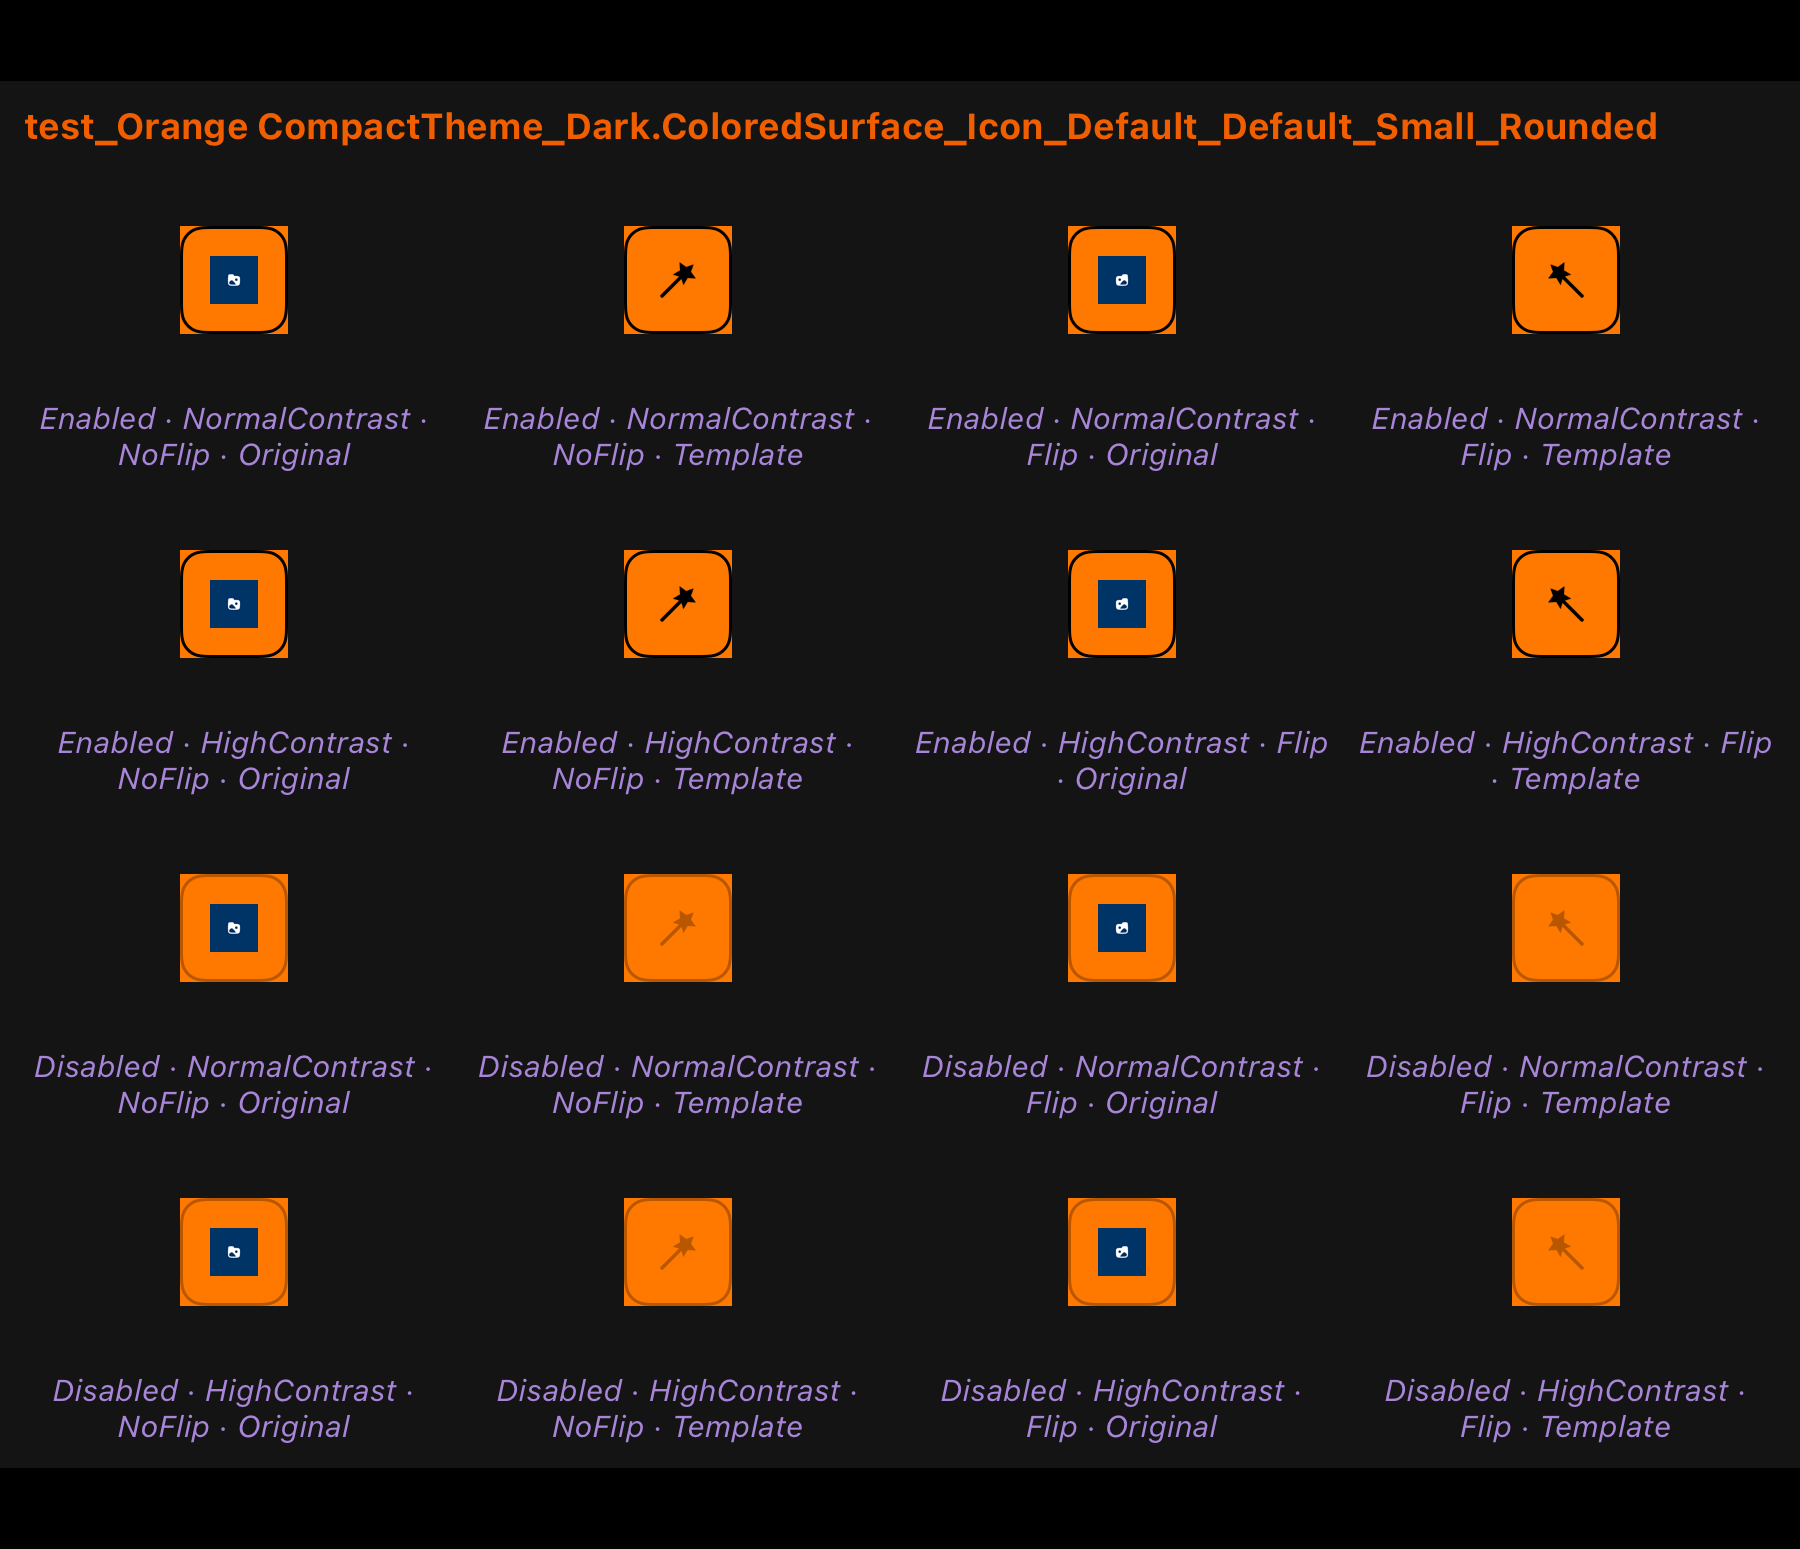 test_Orange CompactTheme_Dark.ColoredSurface_Icon_Default_Default_Small_Rounded
Enabled · NormalContrast ·
NoFlip · Original
Enabled · NormalContrast ·
NoFlip · Template
Enabled · NormalContrast ·
Flip · Original
Enabled · NormalContrast ·
Flip · Template
Enabled · HighContrast ·
NoFlip · Original
Enabled · HighContrast ·
NoFlip · Template
Enabled · HighContrast · Flip
· Original
Enabled · HighContrast · Flip
· Template
Disabled · NormalContrast ·
NoFlip · Original
Disabled · NormalContrast ·
NoFlip · Template
Disabled · NormalContrast ·
Flip · Original
Disabled · NormalContrast ·
Flip · Template
Disabled · HighContrast ·
NoFlip · Original
Disabled · HighContrast ·
NoFlip · Template
Disabled · HighContrast ·
Flip · Original
Disabled · HighContrast ·
Flip · Template